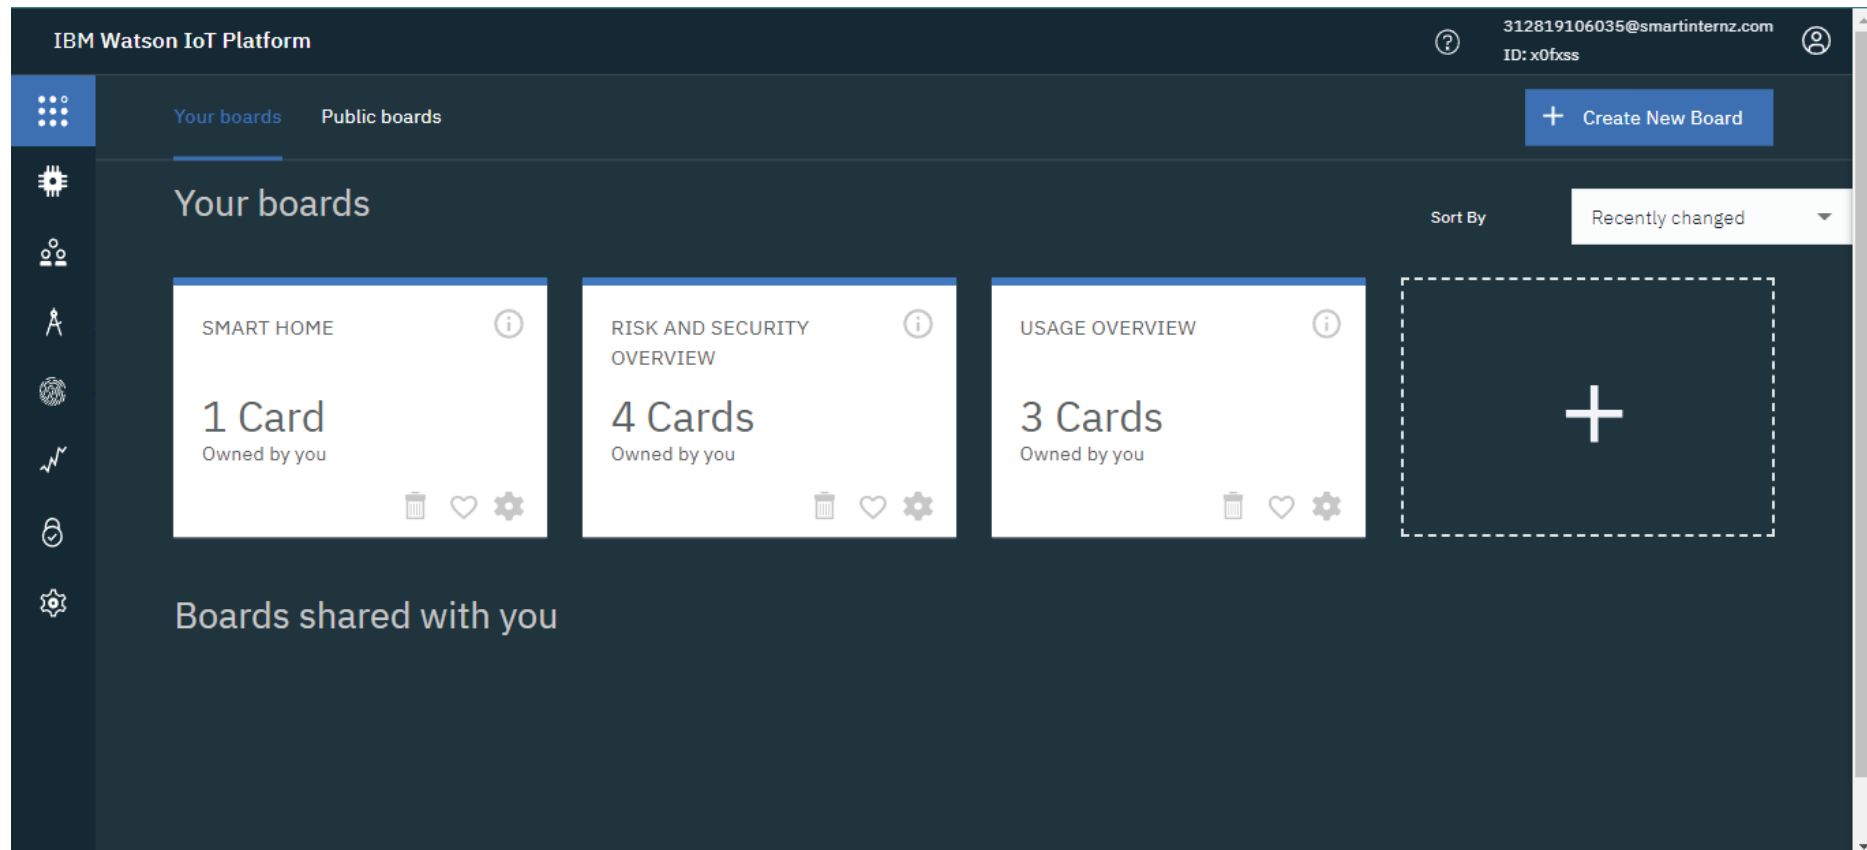 IBM Watson IoT Platform
312819106035@smartinternz.com
ID: x0fxss
Your boards
Public boards
Create New Board
Your boards
Sort By
Recently changed
SMART HOME
1 Card
Owned by you
RISK AND SECURITY
OVERVIEW
4 Cards
Owned by you
USAGE OVERVIEW
3 Cards
Owned by you
Boards shared with you